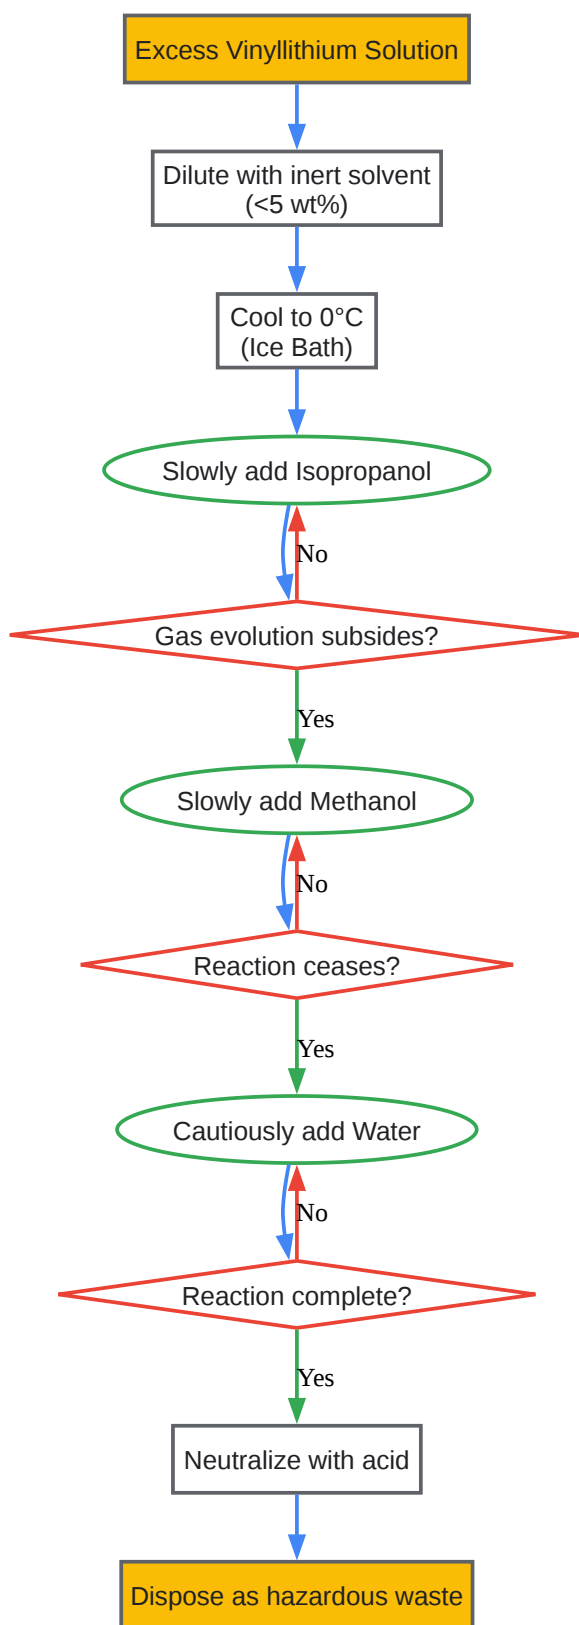 Excess Vinyllithium Solution
Dilute with inert solvent
(<5 wt%)
Cool to 0°C
(Ice Bath)
Slowly add Isopropanol
No
Gas evolution subsides?
Yes
Slowly add Methanol
No
Reaction ceases?
Yes
Cautiously add Water
No
Reaction complete?
Yes
Neutralize with acid
Dispose as hazardous waste